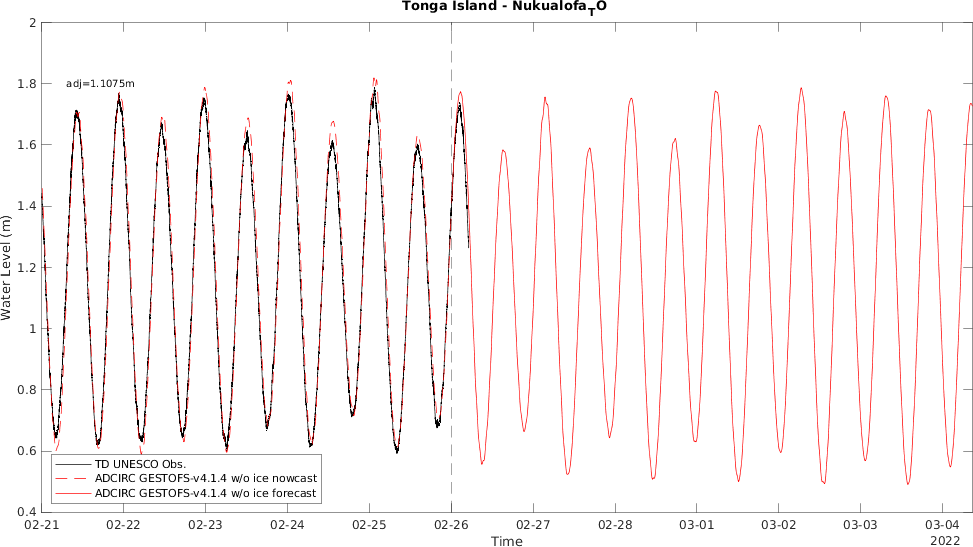 Tonga Island - NukualofaTO
adj=1.1075m
Water Level (m)
2
1.8
1.6
1.4
1.2
1
0.8
0.6
0.4
TD UNESCO Obs.
ADCIRC GESTOFS-v4.1.4 w/o ice nowcast
ADCIRC GESTOFS-v4.1.4 w/o ice forecast
02-21 02-22 02-23 02-24 02-25 02-26 02-27 02-28 03-01 03-02 03-03 03-04
2022
Time